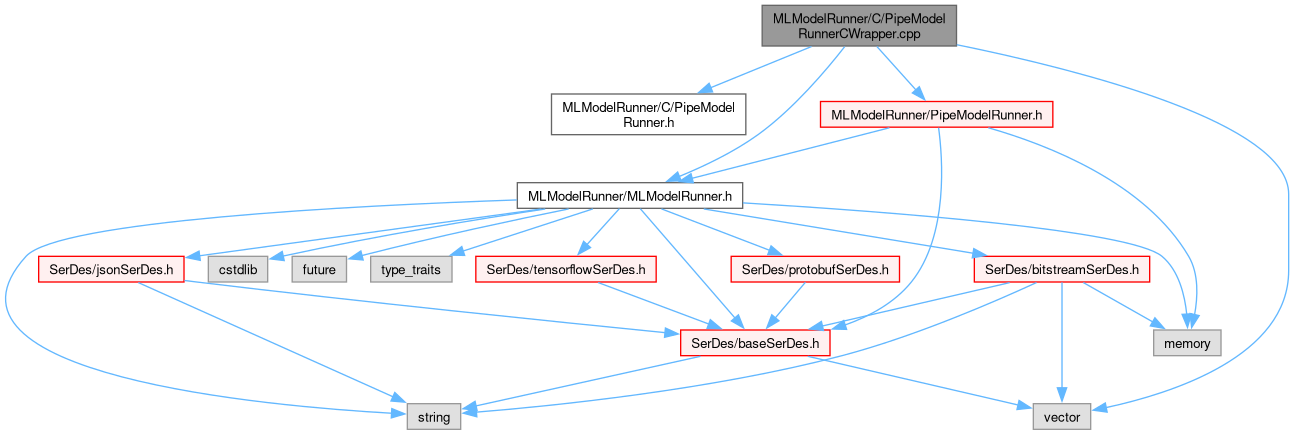 MLModelRunner/C/PipeModel
RunnerCWrapper.cpp
MLModelRunner/C/PipeModel
Runner.h
MLModelRunner/PipeModelRunner.h
MLModelRunner/MLModelRunner.h
SerDes/jsonSerDes.h
cstdlib
future
type_traits
SerDes/tensorflowSerDes.h
SerDes/protobufSerDes.h
SerDes/bitstreamSerDes.h
SerDes/baseSerDes.h
memory
string
vector